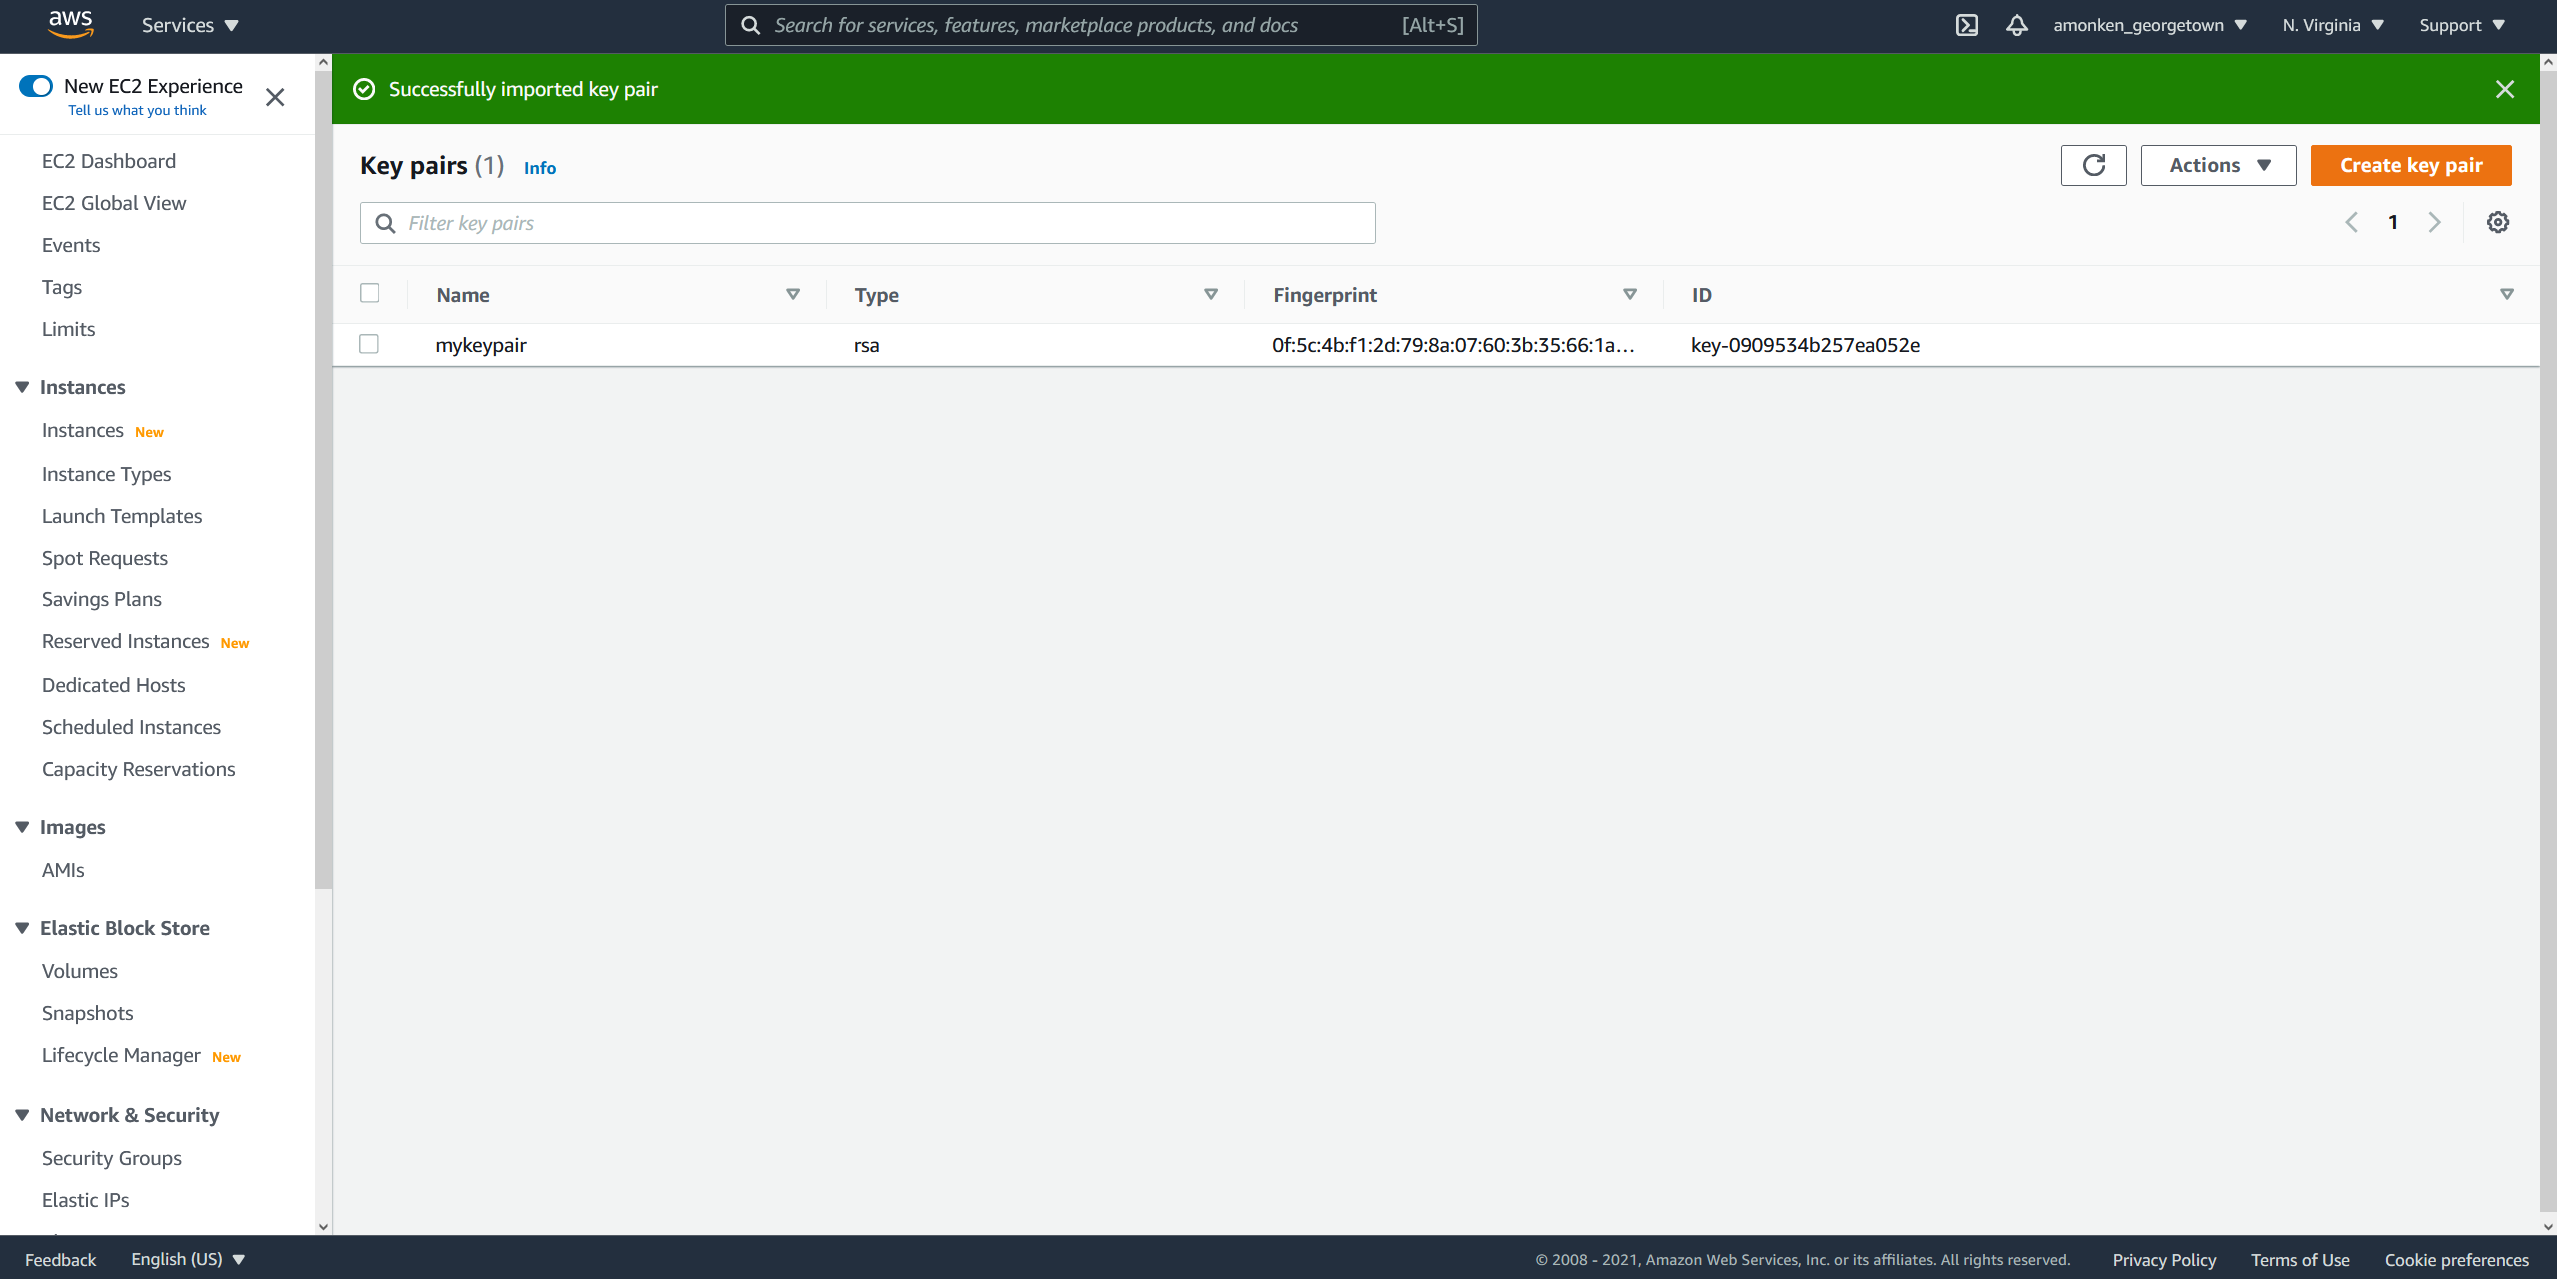 aws
Services
Search for services, features, marketplace products, and docs
[Alt+S]
amonken_georgetown
N. Virginia
Support
New EC2 Experience
Tell us what you think
EC2 Dashboard
EC2 Global View
Events
Tags
Limits
Instances
Instances New
Instance Types
Launch Templates
Spot Requests
Savings Plans
Reserved Instances New
Dedicated Hosts
Scheduled Instances
Capacity Reservations
Images
AMIs
Elastic Block Store
Volumes
Snapshots
Lifecycle Manager New
Network & Security
Security Groups
Elastic IPs
Successfully imported key pair
Key pairs (1) Info
Actions
Create key pair
Filter key pairs
1
Name Type Fingerprint ID
mykeypair rsa 0f:5c:4b:f1:2d:79:8a:07:60:3b:35:66:1a... key-0909534b257ea052e
Feedback
English (US)
© 2008 - 2021, Amazon Web Services, Inc. or its affiliates. All rights reserved.
Privacy Policy
Terms of Use
Cookie preferences